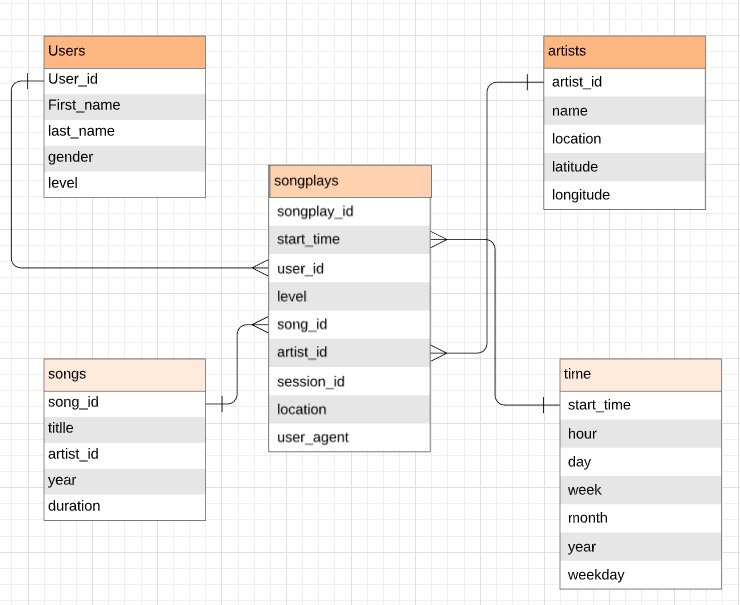 Users
User_id
First_name
last_name
gender
level
artists
artist_id
name
location
latitude
longitude
songplays
songplay_id
start_time
user_id
level
song_id
artist_id
session_id
location
user_agent
songs
song_id
titlle
artist_id
year
duration
time
start_time
hour
day
week
month
year
weekday